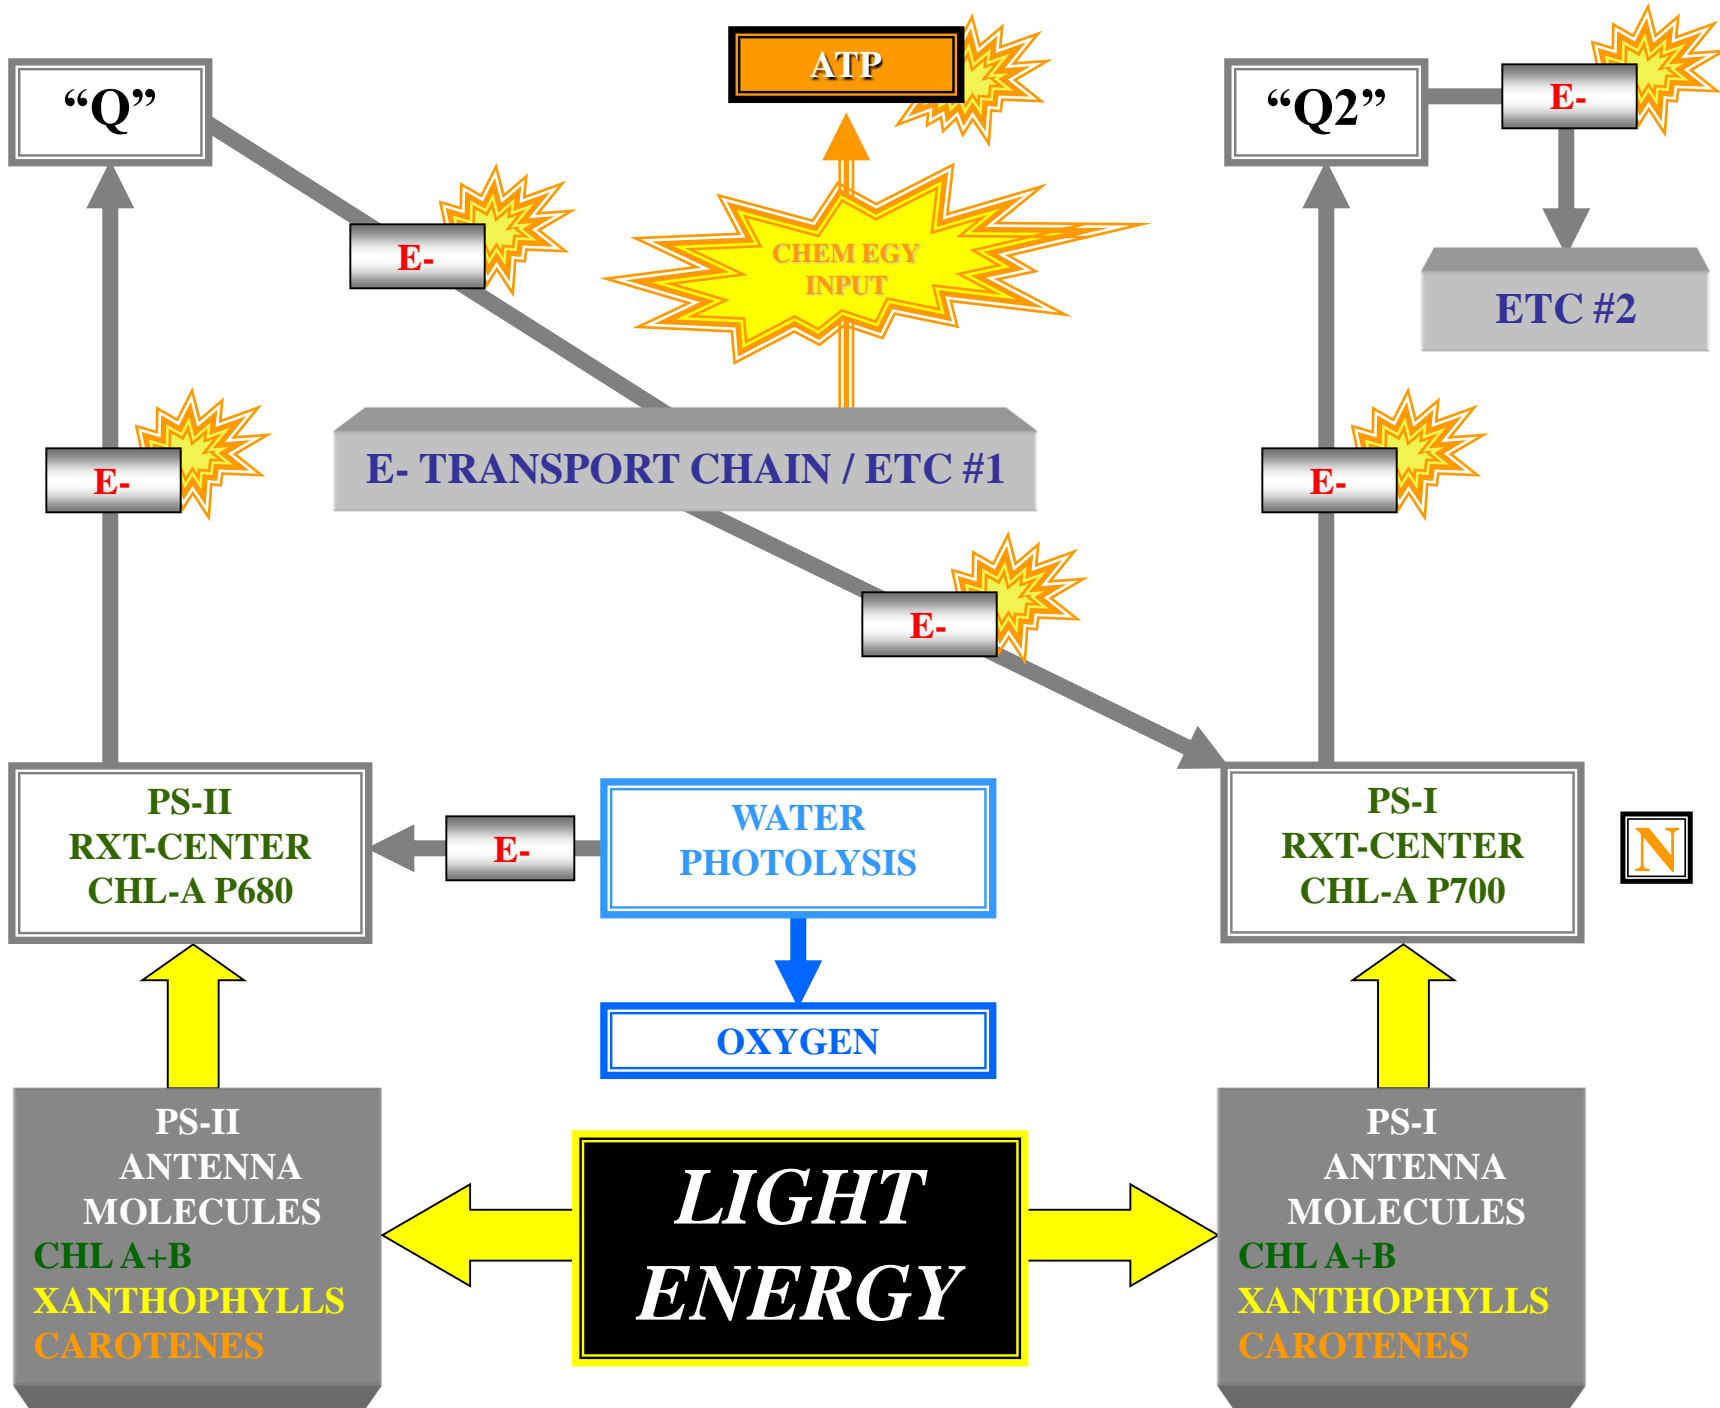 ATP
“Q”
“Q2”
E-
E-
CHEM EGY
INPUT
ETC #2
E- TRANSPORT CHAIN / ETC #1
E-
E-
E-
PS-II
RXT-CENTER
CHL-A P680
E-
WATER
PHOTOLYSIS
PS-I
RXT-CENTER
CHL-A P700
N
OXYGEN
PS-II
ANTENNA
MOLECULES
CHL A+B
XANTHOPHYLLS
CAROTENES
LIGHT
ENERGY
PS-I
ANTENNA
MOLECULES
CHL A+B
XANTHOPHYLLS
CAROTENES